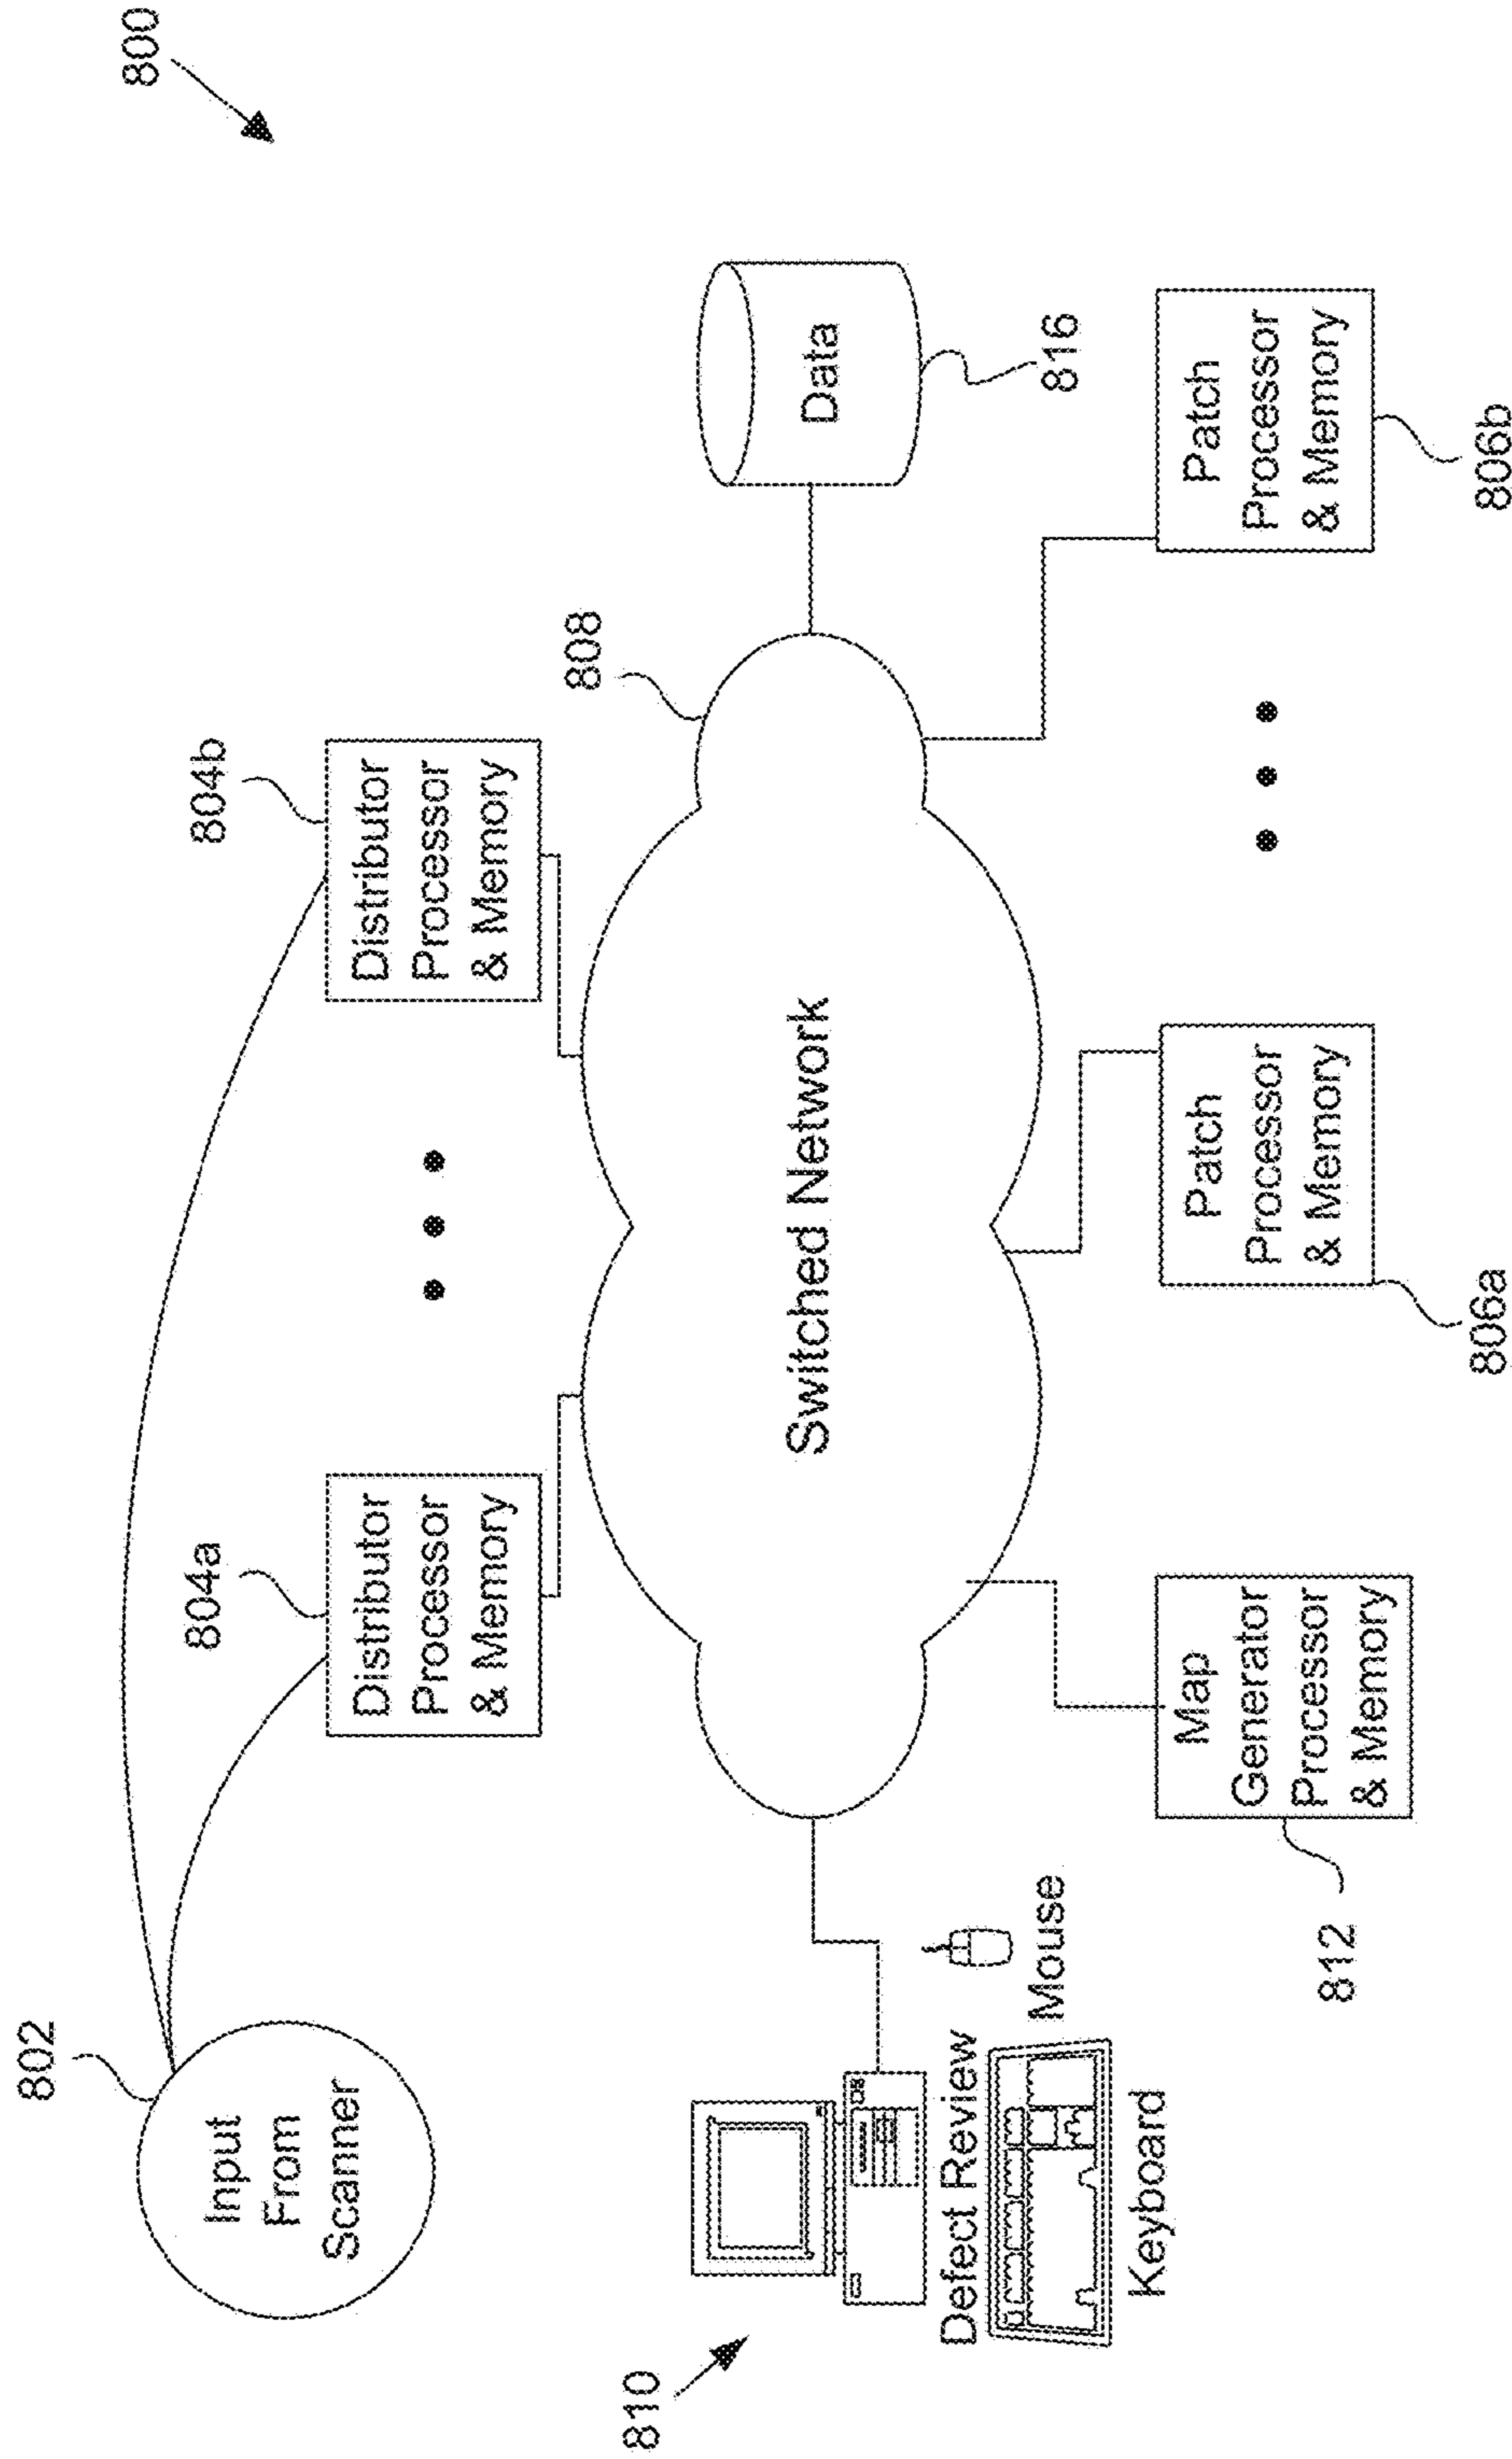 800
802
Input
From
Scanner
804a
Distributor
Processor
& Memory
804b
Distributor
Processor
& Memory
808
Switched Network
Data
816
810
Defect Review
Mouse
Keyboard
Map
Generator
Processor
& Memory
812
Patch
Processor
& Memory
806a
Patch
Processor
& Memory
806b